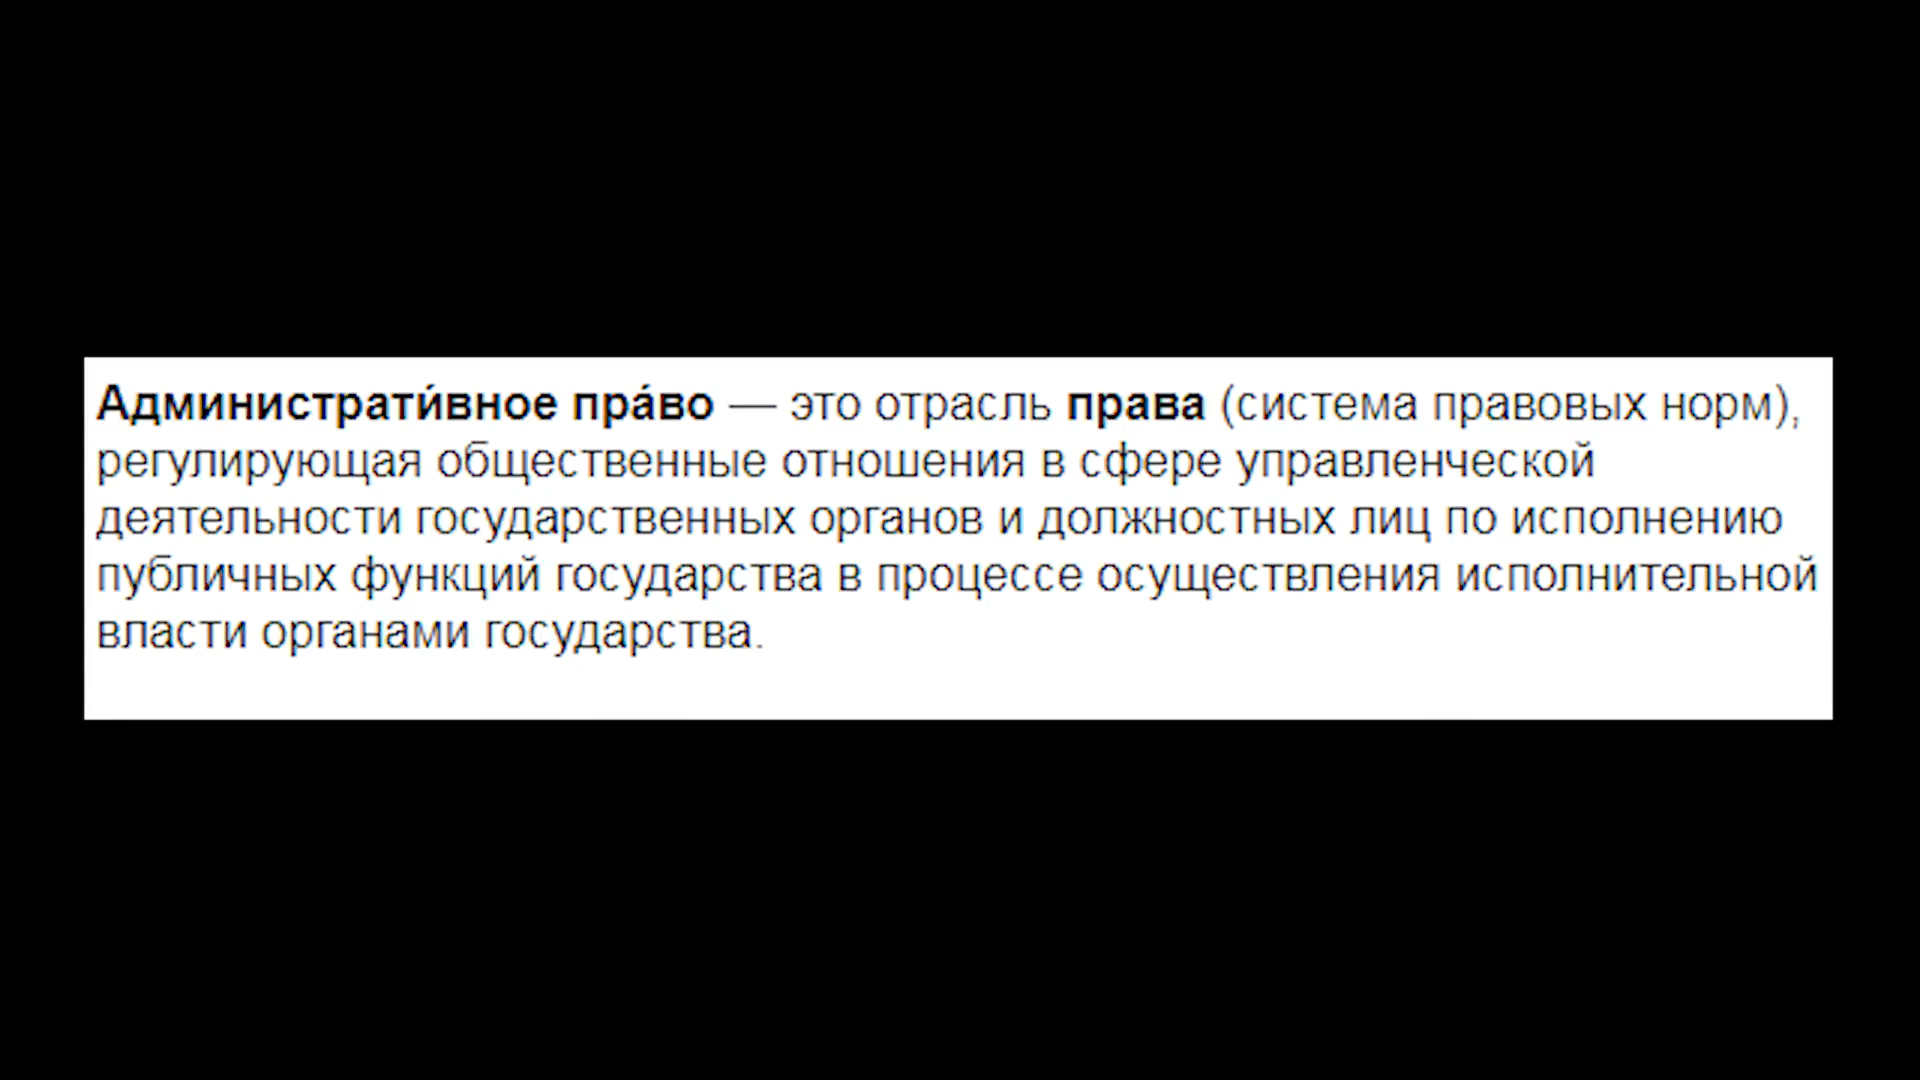 Администрати́вное пра́во — это отрасль права (система правовых норм),
регулирующая общественные отношения в сфере управленческой
деятельности государственных органов и должностных лиц по исполнению
публичных функций государства в процессе осуществления исполнительной
власти органами государства.